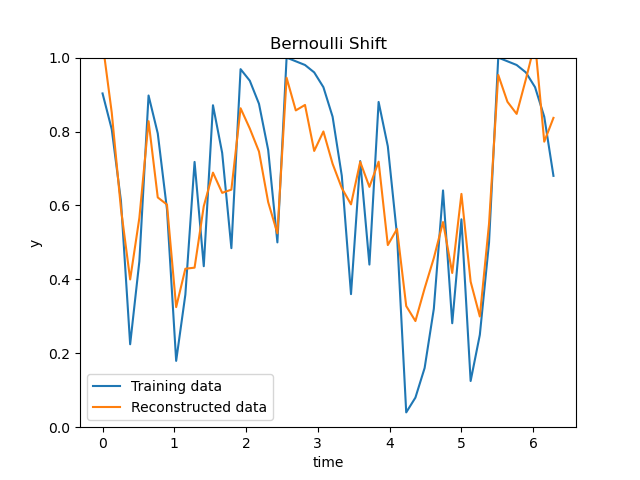 Bernoulli Shift
1.0
0.8
0.6
0.4
0.2
0.0
y
Training data
Reconstructed data
0 1 2 3 4 5 6
time